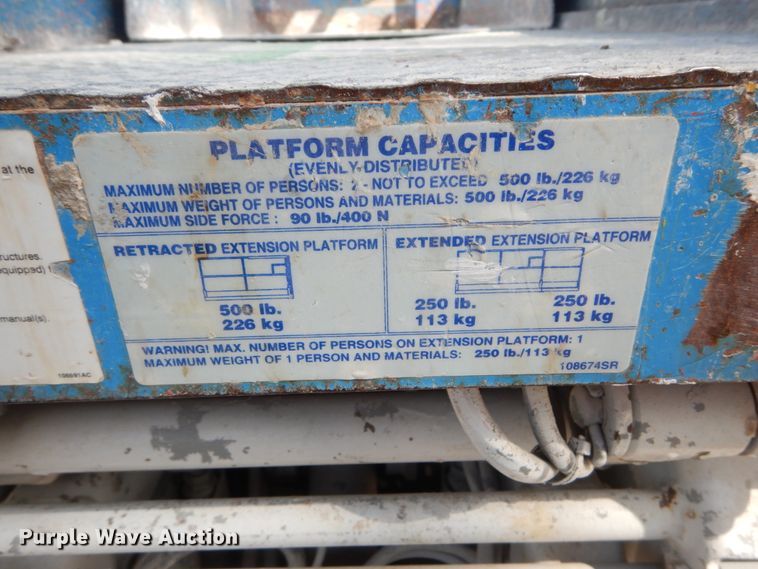 PLATFORM CAPACITIES
(EVENLY DISTRIBUTED)
MAXIMUM NUMBER OF PERSONS: 2 - NOT TO EXCEED 500 lb./226 kg
MAXIMUM WEIGHT OF PERSONS AND MATERIALS: 500 lb./226 kg
MAXIMUM SIDE FORCE : 90 lb./400 N
RETRACTED EXTENSION PLATFORM
500 lb.
226 kg
EXTENDED EXTENSION PLATFORM
250 lb. 250 lb.
113 kg 113 kg
WARNING! MAX. NUMBER OF PERSONS ON EXTENSION PLATFORM: 1
MAXIMUM WEIGHT OF 1 PERSON AND MATERIALS: 250 lb./113 kg
108674SR
at the
equipped)
manual(s).
108691AC
Purple Wave Auction